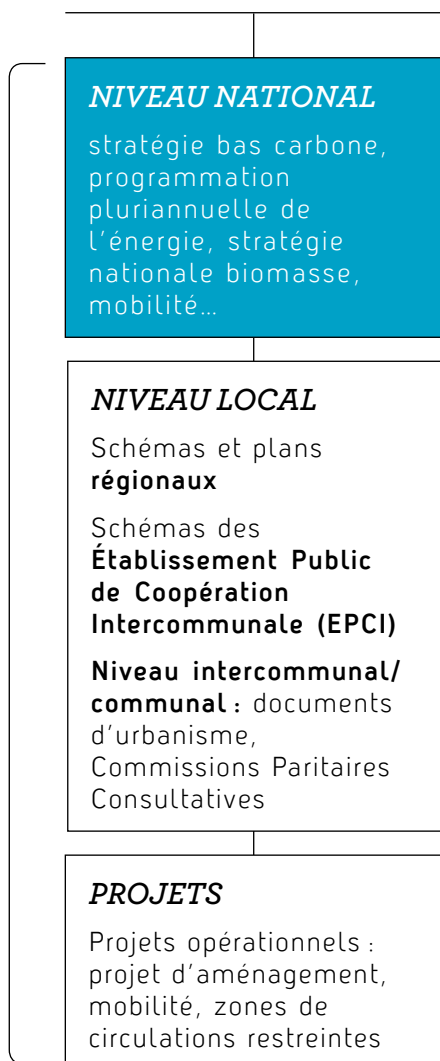 NIVEAU NATIONAL
stratégie bas carbone,
programmation
pluriannuelle de
l'énergie, stratégie
nationale biomasse,
mobilité…
NIVEAU LOCAL
Schémas et plans
régionaux
Schémas des
Établissement Public
de Coopération
Intercommunale (EPCI)
Niveau intercommunal/
communal : documents
d'urbanisme,
Commissions Paritaires
Consultatives
PROJETS
Projets opérationnels :
projet d'aménagement,
mobilité, zones de
circulations restreintes